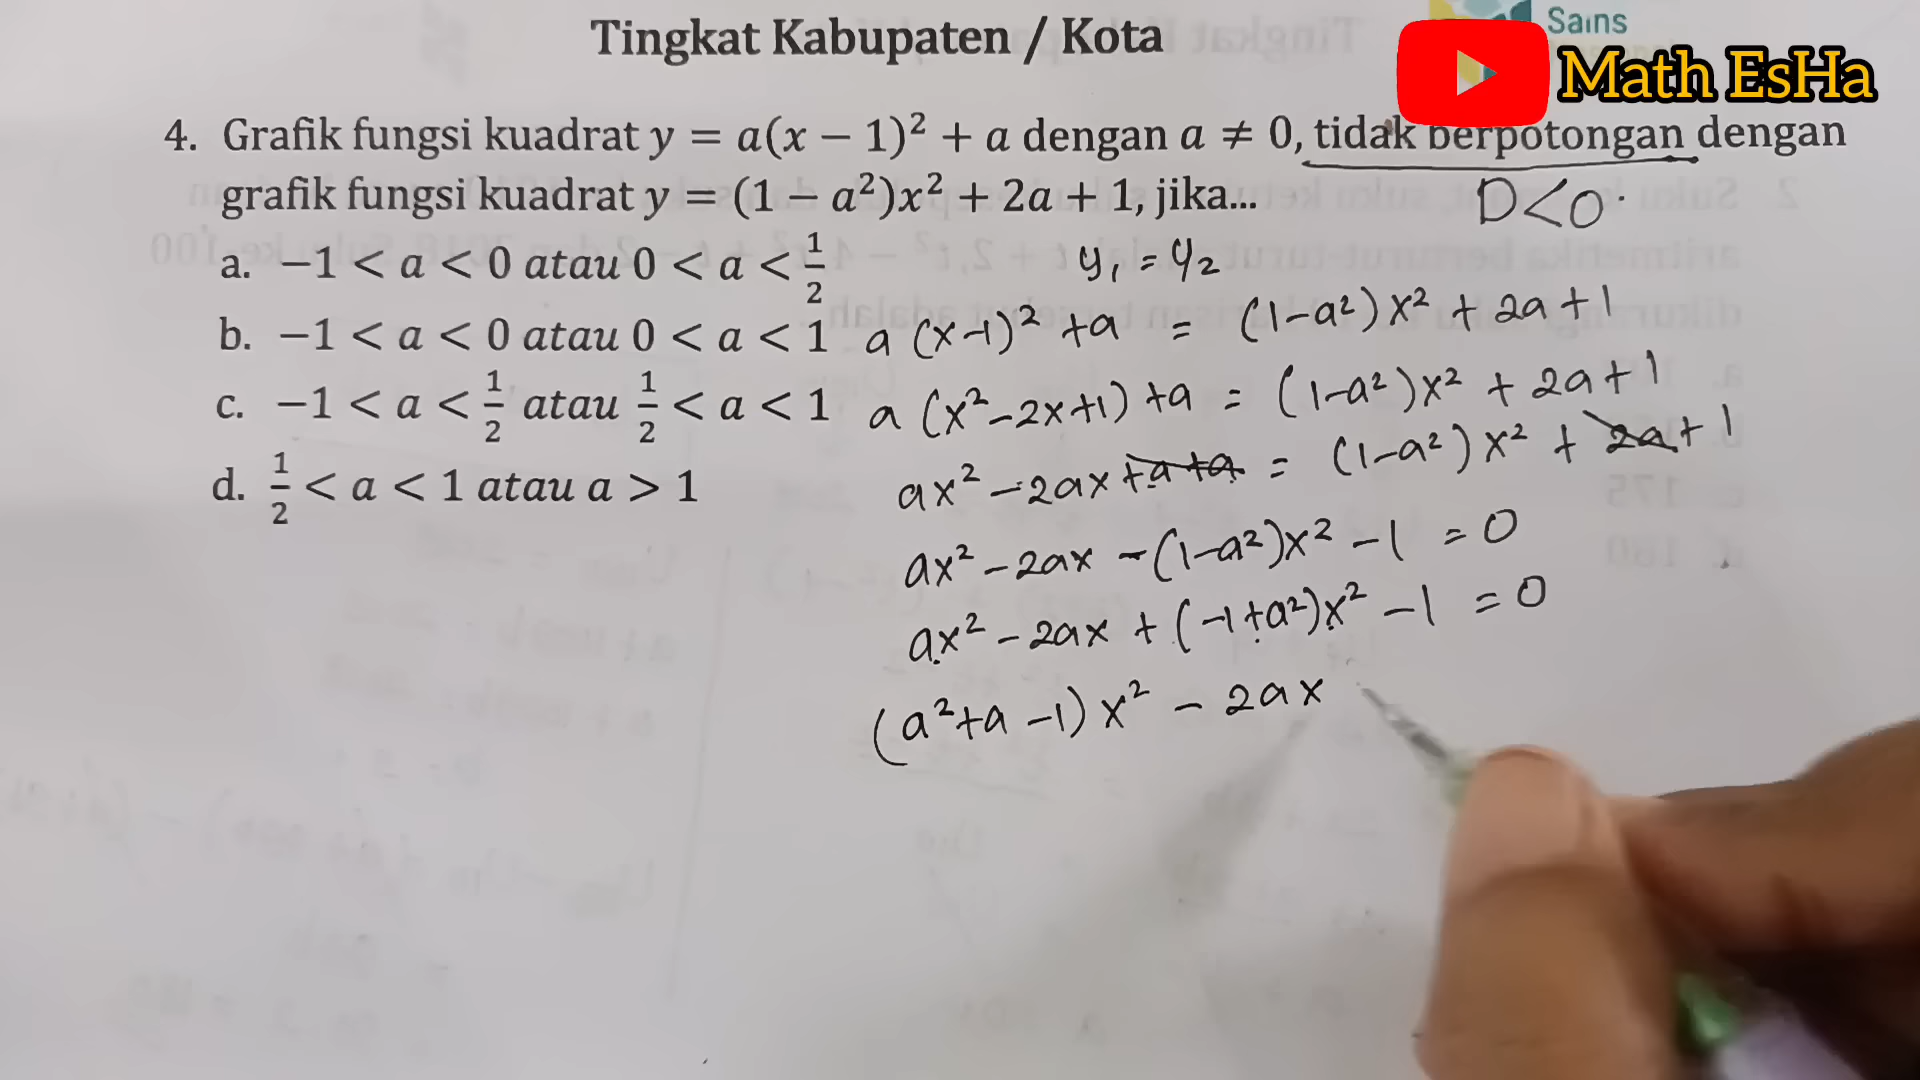 Tingkat Kabupaten / Kota
Sains
Math EsHa
4. Grafik fungsi kuadrat y = a(x − 1)² + a dengan a ≠ 0, tidak berpotongan dengan
grafik fungsi kuadrat y = (1 − a²)x² + 2a + 1, jika...
D<0
a. −1 < a < 0 atau 0 < a < 1/2
b. −1 < a < 0 atau 0 < a < 1
c. −1 < a < 1/2 atau 1/2 < a < 1
d. 1/2 < a < 1 atau a > 1
y₁ = y₂
a (x-1)² +a = (1-a²)x² + 2a+1
a (x²-2x+1) +a = (1-a²)x² + 2a+1
ax² -2ax +a+a = (1-a²)x² + 2a+1
ax² -2ax -(1-a²)x² -1 = 0
ax² -2ax + (-1+a²)x² -1 = 0
(a²+a -1)x² - 2ax